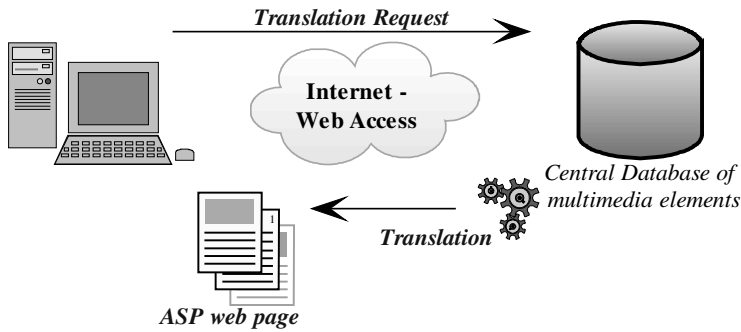 Translation Request
Internet -
Web Access
Central Database of
multimedia elements
Translation
1
ASP web page